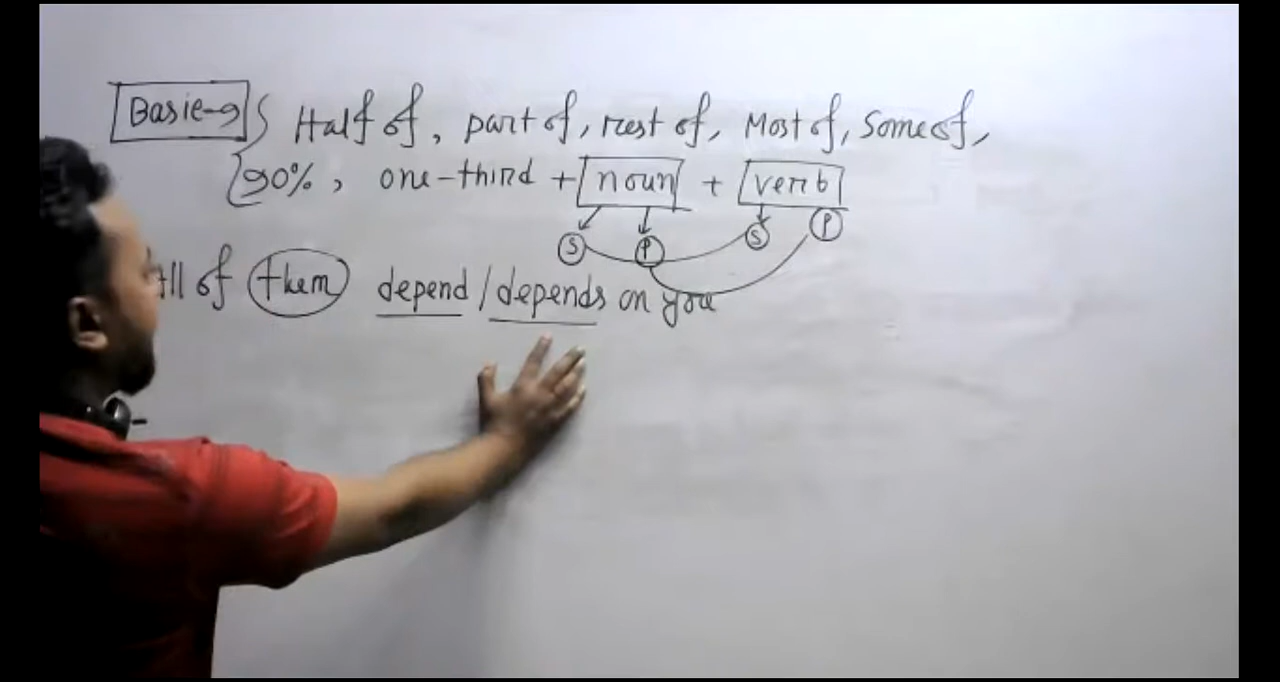 Basic-9 { Half of, part of, rest of, Most of, Some of,
90%, one-third + noun + verb
S P S P
All of them depend/depends on you